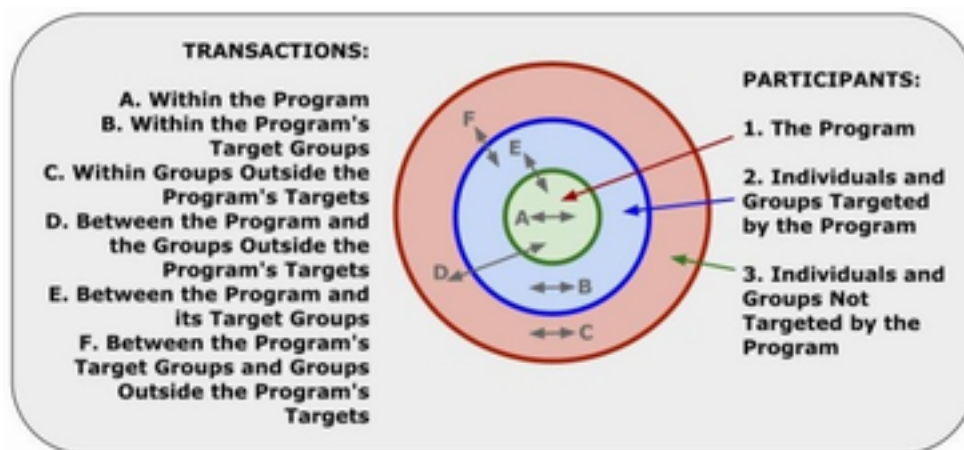 TRANSACTIONS:
A. Within the Program
B. Within the Program's
Target Groups
C. Within Groups Outside the
Program's Targets
D. Between the Program and
the Groups Outside the
Program's Targets
E. Between the Program and
its Target Groups
F. Between the Program's
Target Groups and Groups
Outside the Program's
Targets
F
E
A
D
B
C
PARTICIPANTS:
1. The Program
2. Individuals and
Groups Targeted
by the Program
3. Individuals and
Groups Not
Targeted by the
Program